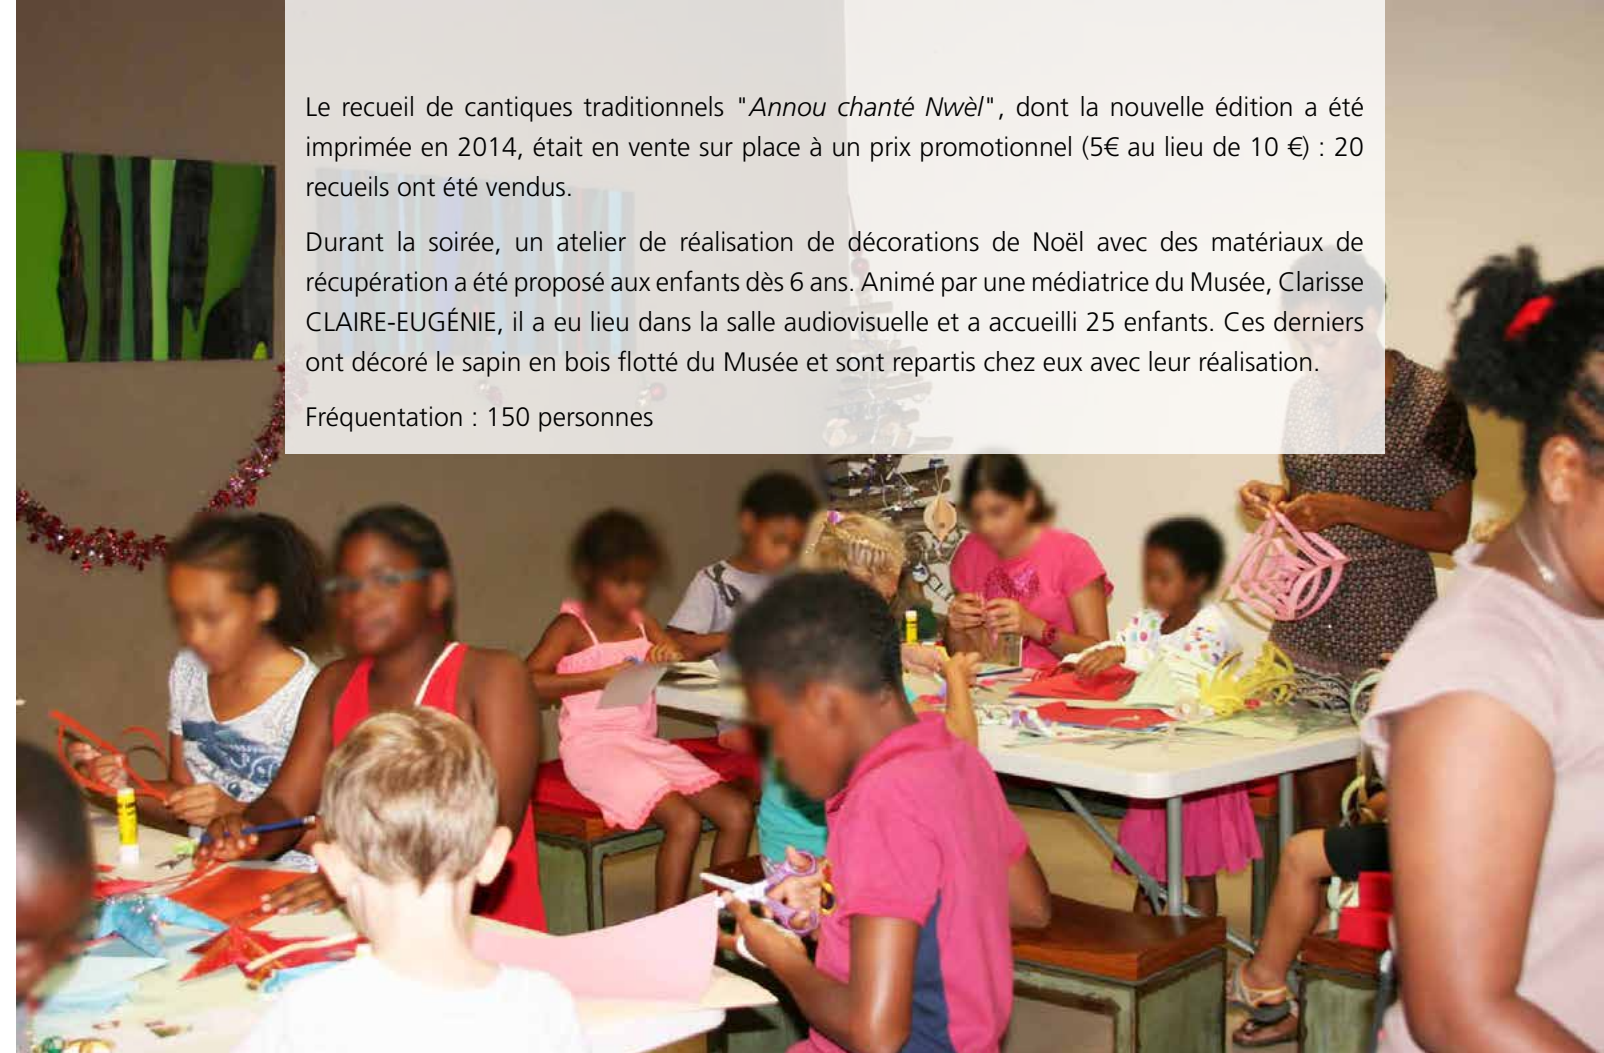 Le recueil de cantiques traditionnels "Annou chanté Nwèl", dont la nouvelle édition a été
imprimée en 2014, était en vente sur place à un prix promotionnel (5€ au lieu de 10 €) : 20
recueils ont été vendus.
Durant la soirée, un atelier de réalisation de décorations de Noël avec des matériaux de
récupération a été proposé aux enfants dès 6 ans. Animé par une médiatrice du Musée, Clarisse
CLAIRE-EUGÉNIE, il a eu lieu dans la salle audiovisuelle et a accueilli 25 enfants. Ces derniers
ont décoré le sapin en bois flotté du Musée et sont repartis chez eux avec leur réalisation.
Fréquentation : 150 personnes